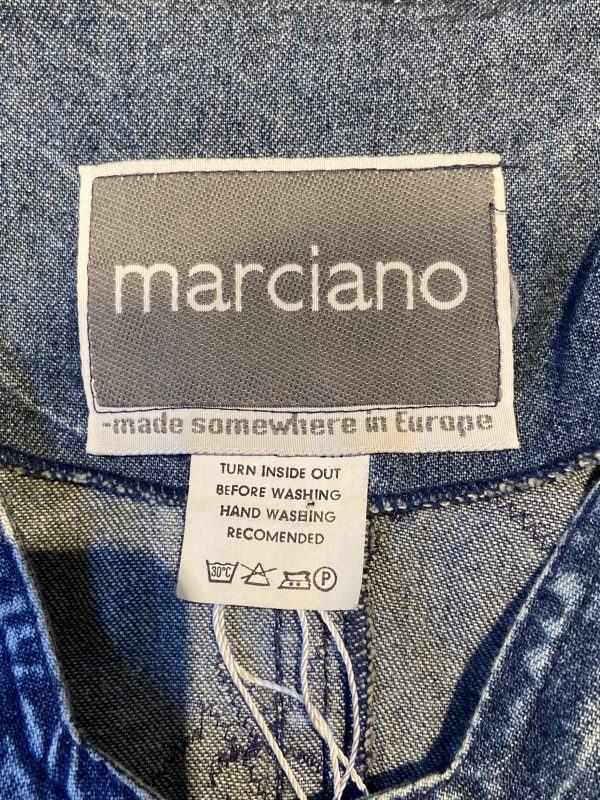 marciano
-made somewhere in Europe
TURN INSIDE OUT
BEFORE WASHING
HAND WASHING
RECOMENDED
30°C P